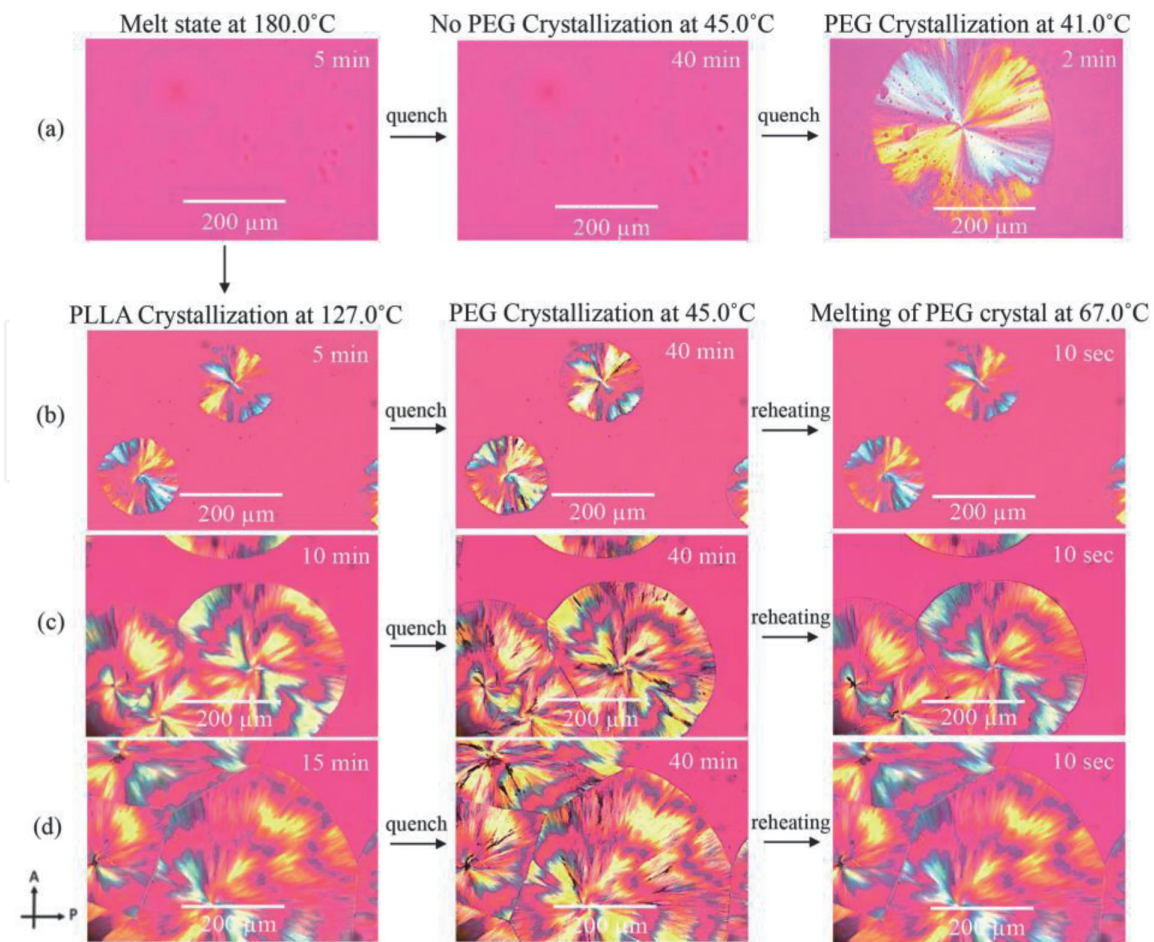 Melt state at 180.0°C
No PEG Crystallization at 45.0°C
PEG Crystallization at 41.0°C
(a)
5 min
200 µm
quench
40 min
200 µm
quench
2 min
200 µm
PLLA Crystallization at 127.0°C
PEG Crystallization at 45.0°C
Melting of PEG crystal at 67.0°C
(b)
5 min
200 µm
quench
40 min
200 µm
reheating
10 sec
200 µm
(c)
10 min
200 µm
quench
40 min
200 µm
reheating
10 sec
200 µm
(d)
15 min
200 µm
quench
40 min
200 µm
reheating
10 sec
200 µm
A
P